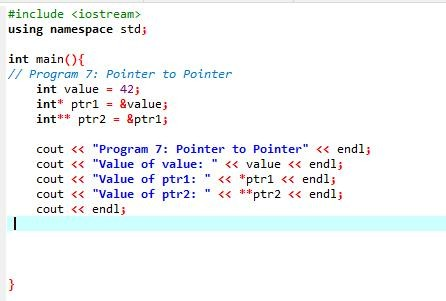 #include <iostream>
using namespace std;
int main(){
// Program 7: Pointer to Pointer
int value = 42;
int* ptr1 = &value;
int** ptr2 = &ptr1;
cout << "Program 7: Pointer to Pointer" << endl;
cout << "Value of value: " << value << endl;
cout << "Value of ptr1: " << *ptr1 << endl;
cout << "Value of ptr2: " << **ptr2 << endl;
cout << endl;
}